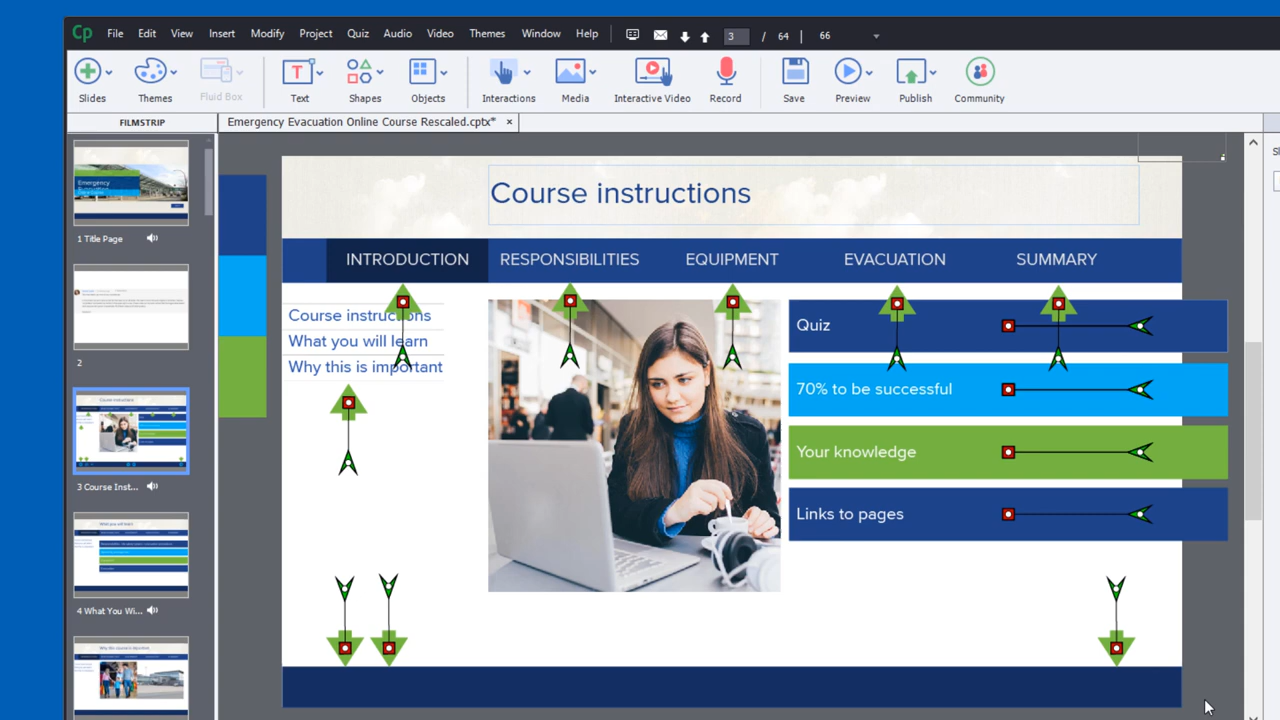 Cp File Edit View Insert Modify Project Quiz Audio Video Themes Window Help 3 / 64 | 66
Slides Themes Fluid Box Text Shapes Objects Interactions Media Interactive Video Record Save Preview Publish Community
FILMSTRIP Emergency Evacuation Online Course Rescaled.cptx* ×
1 Title Page
2
3 Course Inst...
4 What You Wi...
Course instructions
INTRODUCTION RESPONSIBILITIES EQUIPMENT EVACUATION SUMMARY
Course instructions
What you will learn
Why this is important
Quiz
70% to be successful
Your knowledge
Links to pages